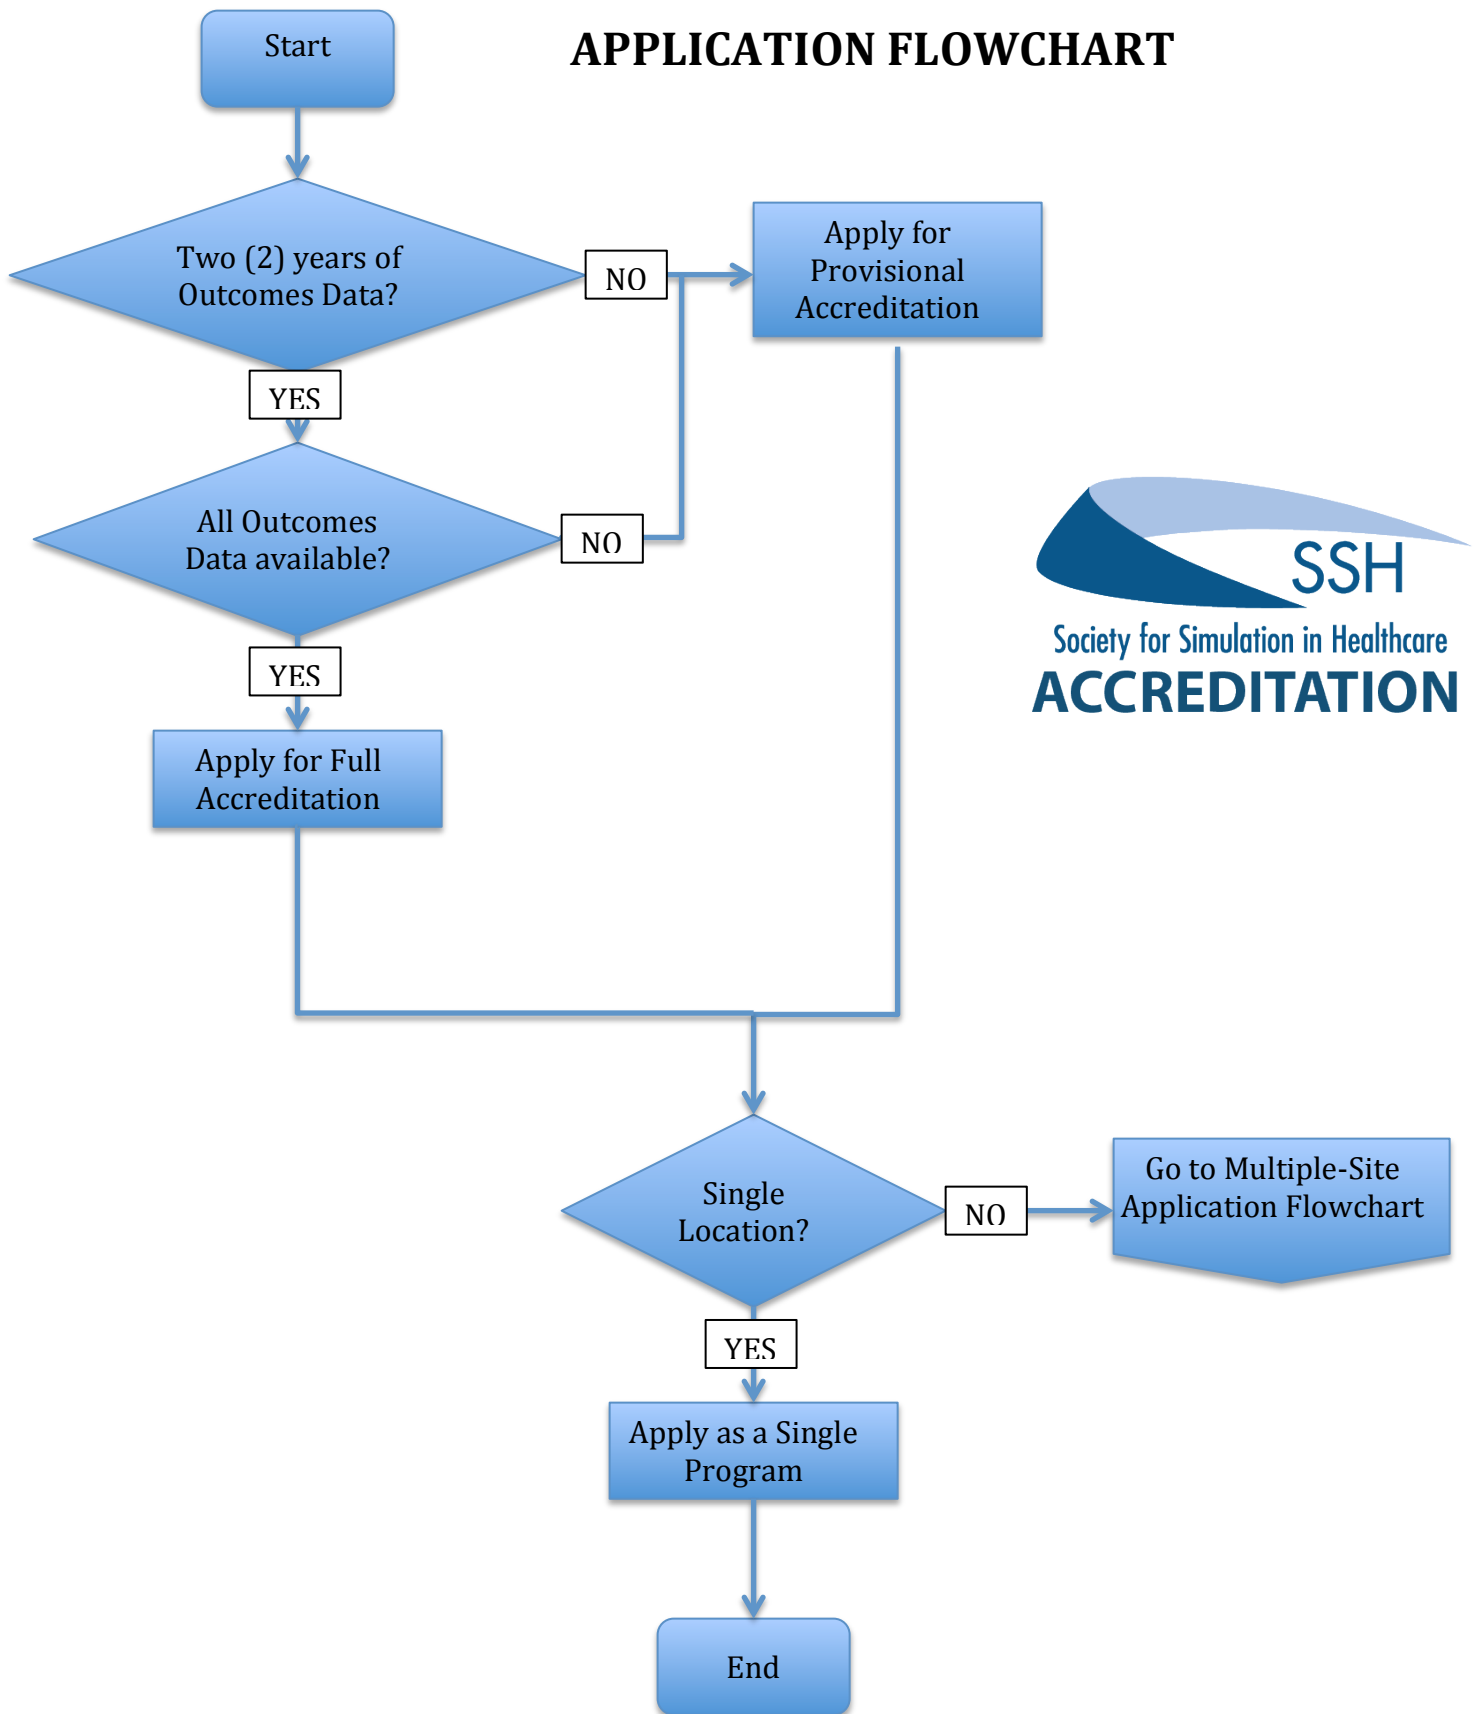 Start
APPLICATION FLOWCHART
Two (2) years of
Outcomes Data?
NO
Apply for
Provisional
Accreditation
YES
All Outcomes
Data available?
NO
SSH
Society for Simulation in Healthcare
ACCREDITATION
YES
Apply for Full
Accreditation
Single
Location?
NO
Go to Multiple-Site
Application Flowchart
YES
Apply as a Single
Program
End